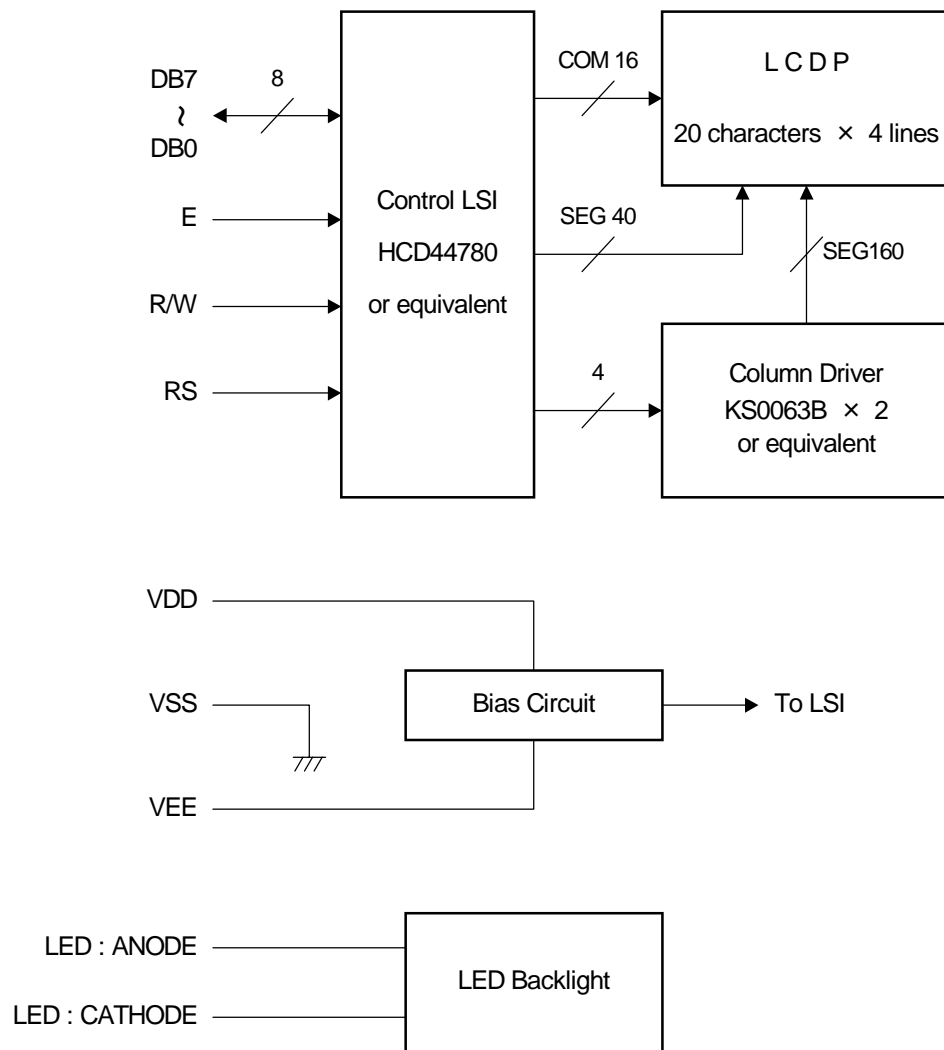 DB7
~
DB0
8
E
R/W
RS
Control LSI
HCD44780
or equivalent
COM 16
SEG 40
4
L C D P
20 characters × 4 lines
SEG160
Column Driver
KS0063B × 2
or equivalent
VDD
VSS
VEE
Bias Circuit
To LSI
LED : ANODE
LED : CATHODE
LED Backlight